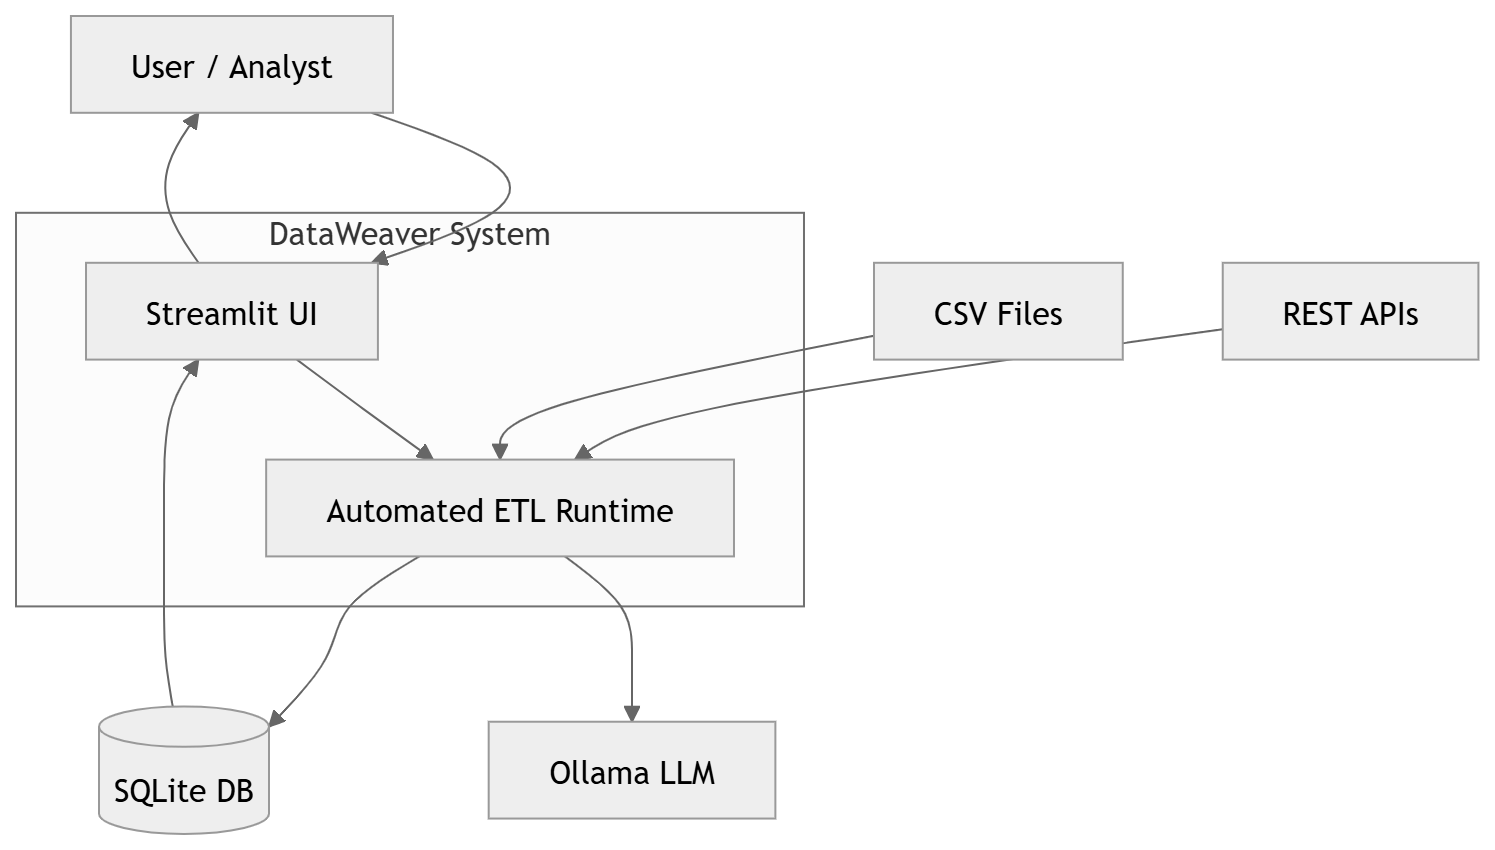 User / Analyst
DataWeaver System
Streamlit UI
CSV Files
REST APIs
Automated ETL Runtime
SQLite DB
Ollama LLM